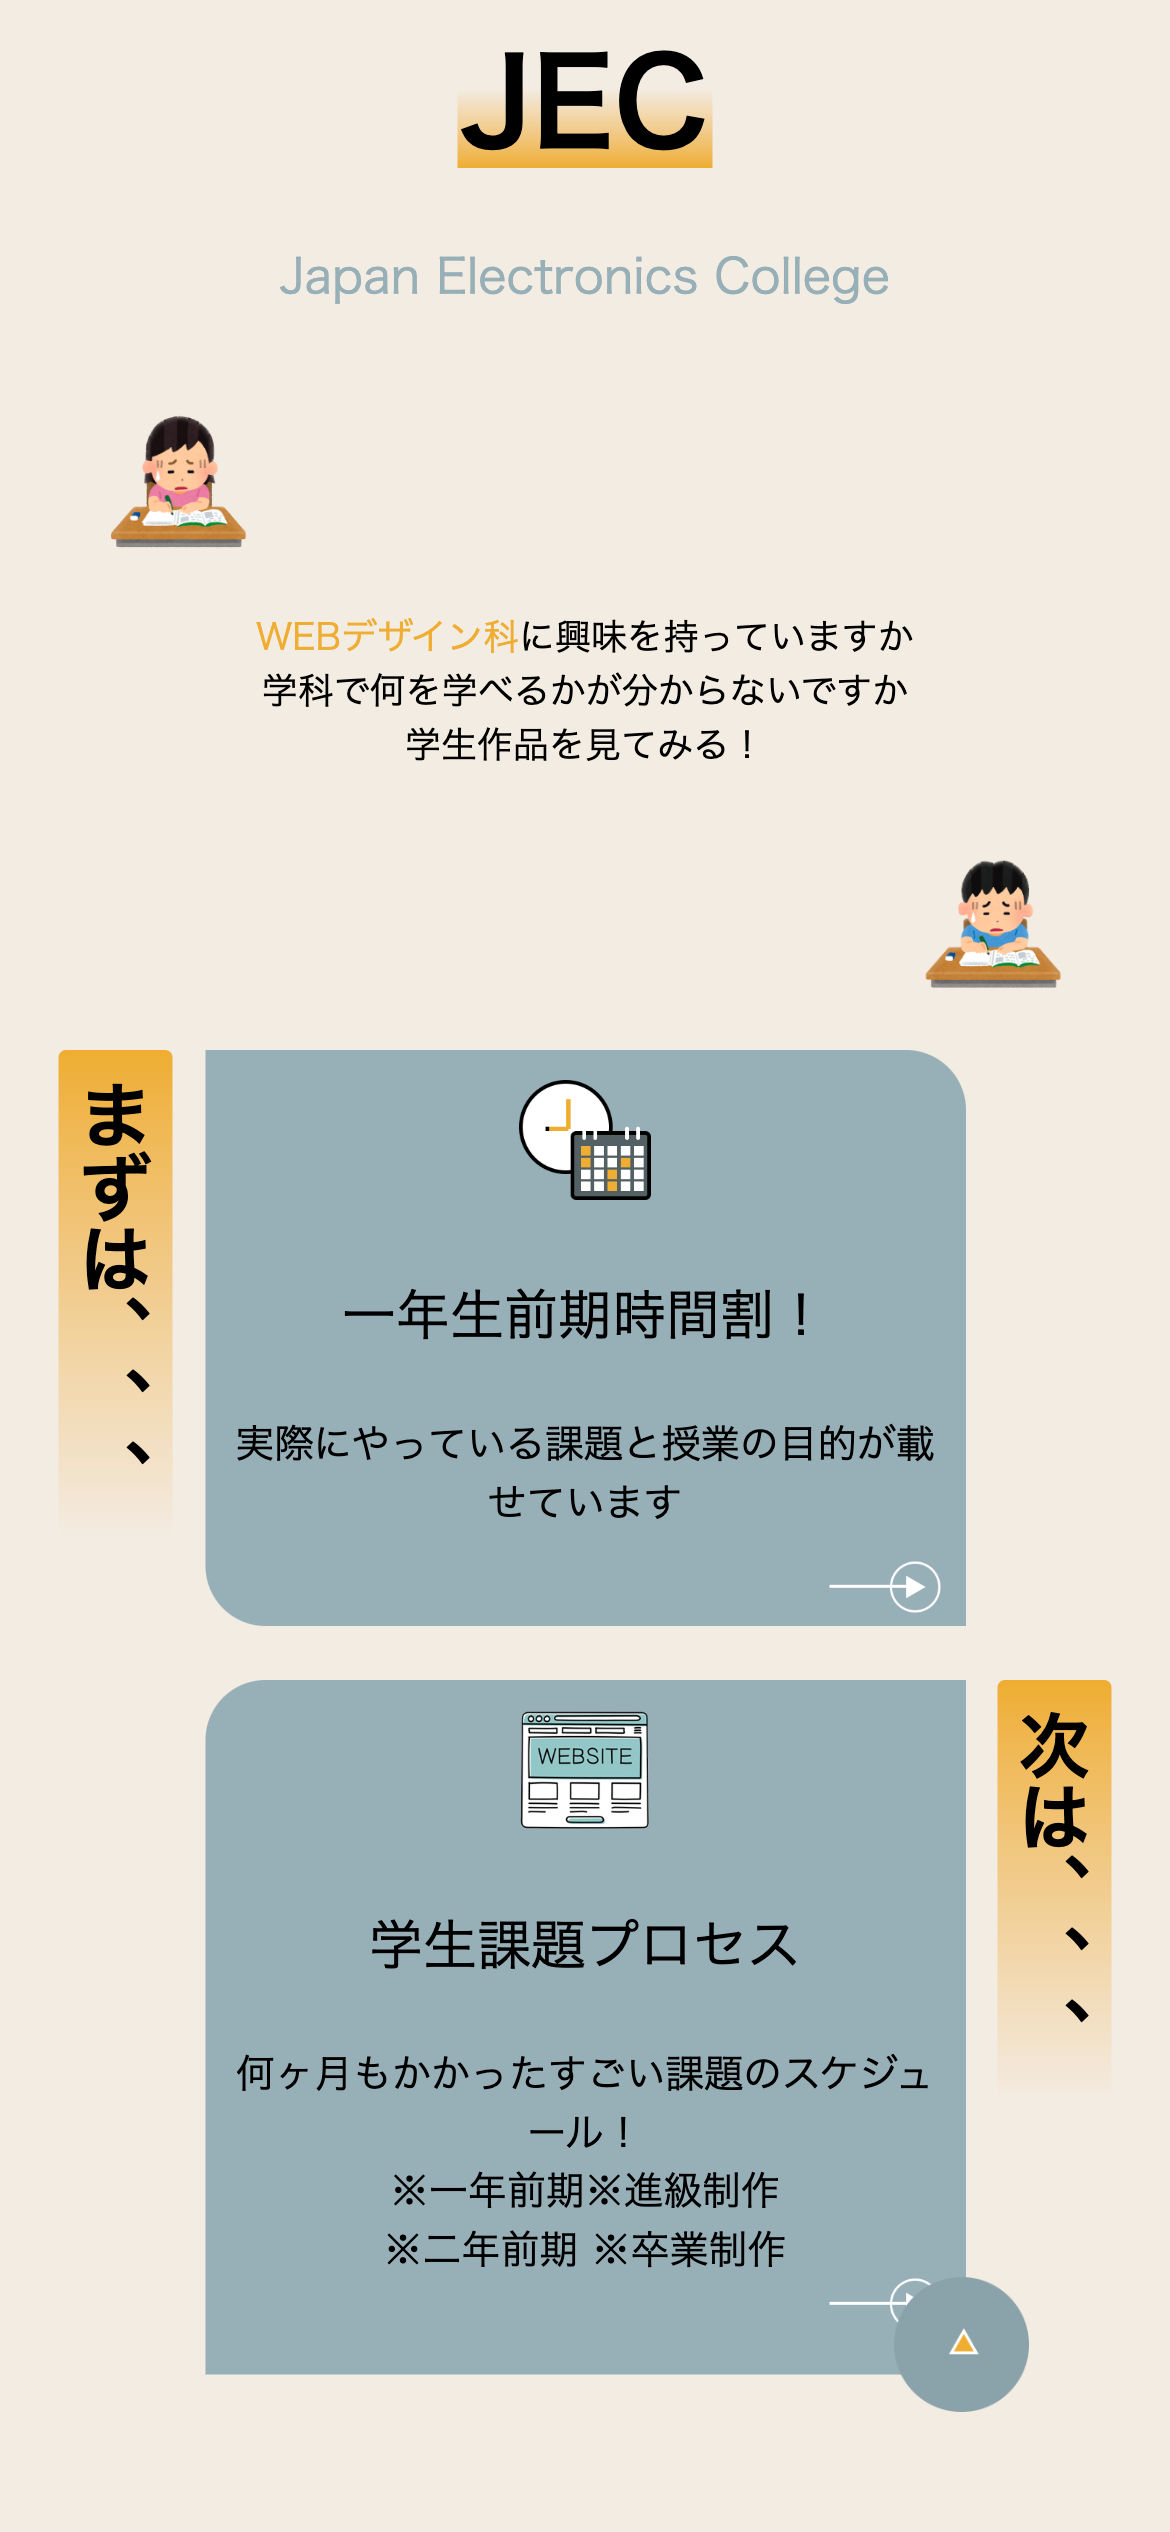 JEC
Japan Electronics College
WEBデザイン科に興味を持っていますか
学科で何を学べるかが分からないですか
学生作品を見てみる！
まずは、、、
一年生前期時間割！
実際にやっている課題と授業の目的が載
せています
次は、、、
WEBSITE
学生課題プロセス
何ヶ月もかかったすごい課題のスケジュ
ール！
※一年前期※進級制作
※二年前期 ※卒業制作